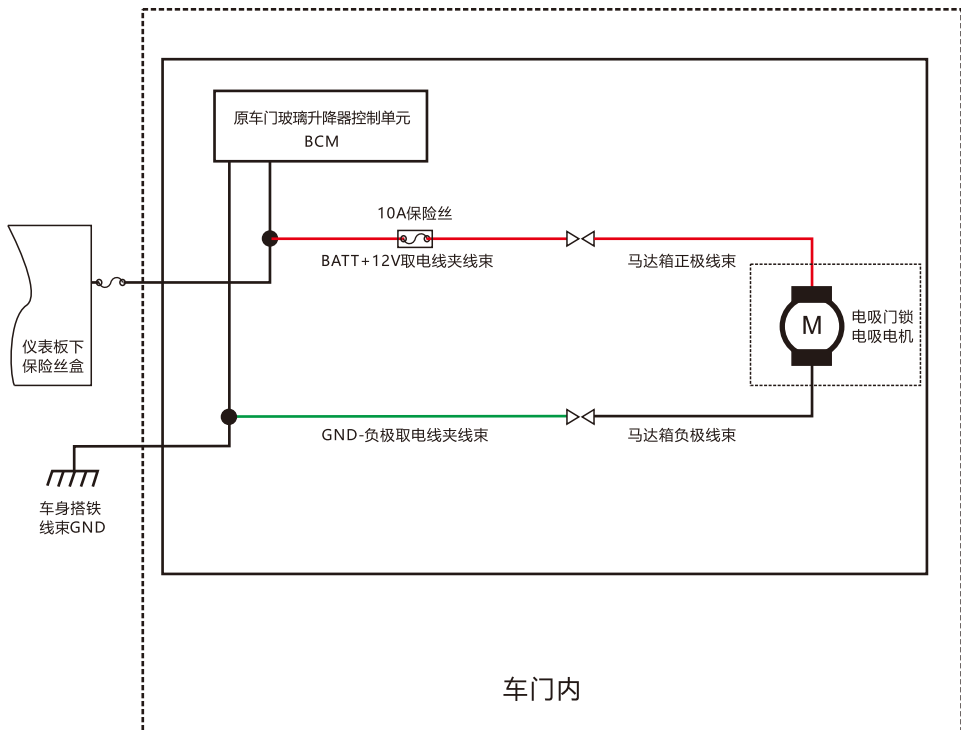 原车门玻璃升降器控制单元
BCM
10A保险丝
BATT+12V取电线夹线束
马达箱正极线束
M
电吸门锁
电吸电机
仪表板下
保险丝盒
GND-负极取电线夹线束
马达箱负极线束
车身搭铁
线束GND
车门内